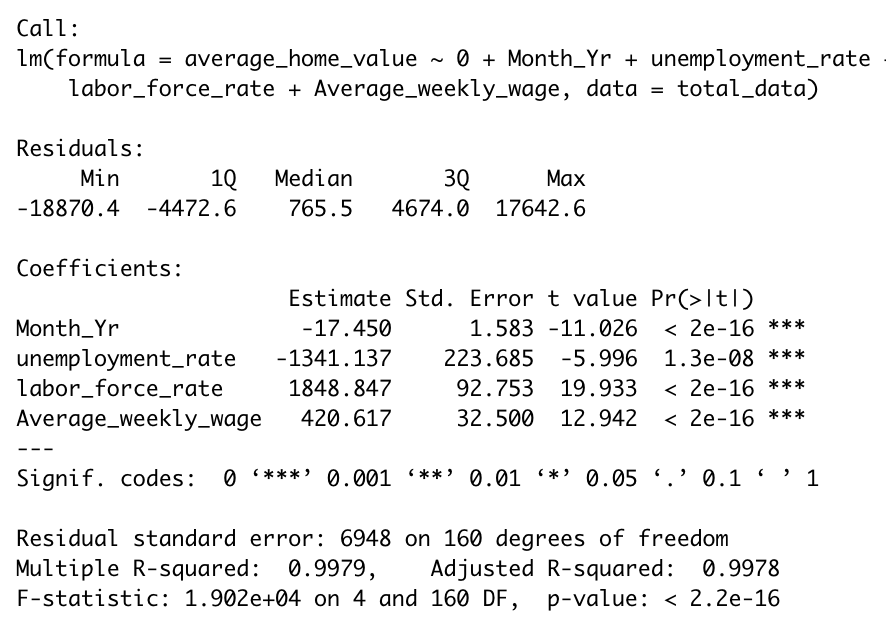 Call:
lm(formula = average_home_value ~ 0 + Month_Yr + unemployment_rate
    labor_force_rate + Average_weekly_wage, data = total_data)

Residuals:
     Min       1Q   Median       3Q      Max
-18870.4  -4472.6    765.5   4674.0  17642.6

Coefficients:
                     Estimate Std. Error t value Pr(>|t|)
Month_Yr              -17.450      1.583 -11.026  < 2e-16 ***
unemployment_rate   -1341.137    223.685  -5.996  1.3e-08 ***
labor_force_rate     1848.847     92.753  19.933  < 2e-16 ***
Average_weekly_wage   420.617     32.500  12.942  < 2e-16 ***
---
Signif. codes:  0 ‘***’ 0.001 ‘**’ 0.01 ‘*’ 0.05 ‘.’ 0.1 ‘ ’ 1

Residual standard error: 6948 on 160 degrees of freedom
Multiple R-squared:  0.9979,    Adjusted R-squared:  0.9978
F-statistic: 1.902e+04 on 4 and 160 DF,  p-value: < 2.2e-16